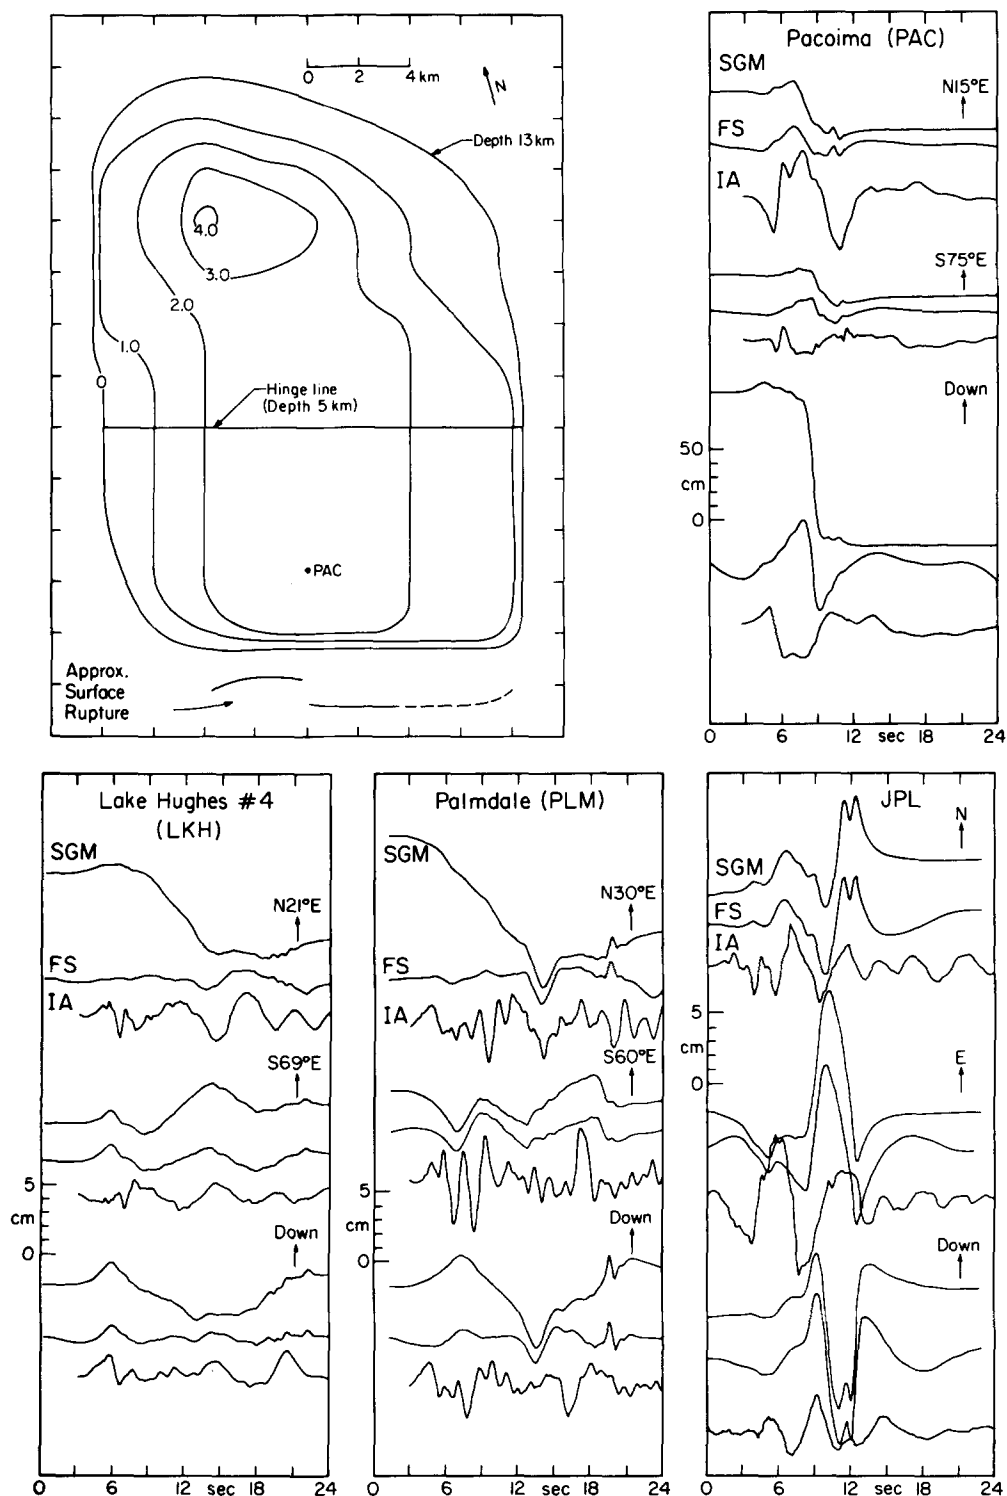 0 2 4 km
N
Depth 13 km
4.0
3.0
2.0
1.0
0
Hinge line
(Depth 5 km)
PAC
Approx.
Surface
Rupture
Pacoima (PAC)
SGM
N15°E
FS
IA
S75°E
Down
50
cm
0
0 6 sec 12 18 24
Lake Hughes #4
(LKH)
SGM
N21°E
FS
IA
S69°E
5
cm
0
Down
0 6 12 sec 18 24
Palmdale (PLM)
SGM
N30°E
FS
IA
S60°E
5
cm
0
Down
0 6 12 sec 18 24
JPL
N
SGM
FS
IA
5
cm
0
E
Down
0 6 12 sec 18 24